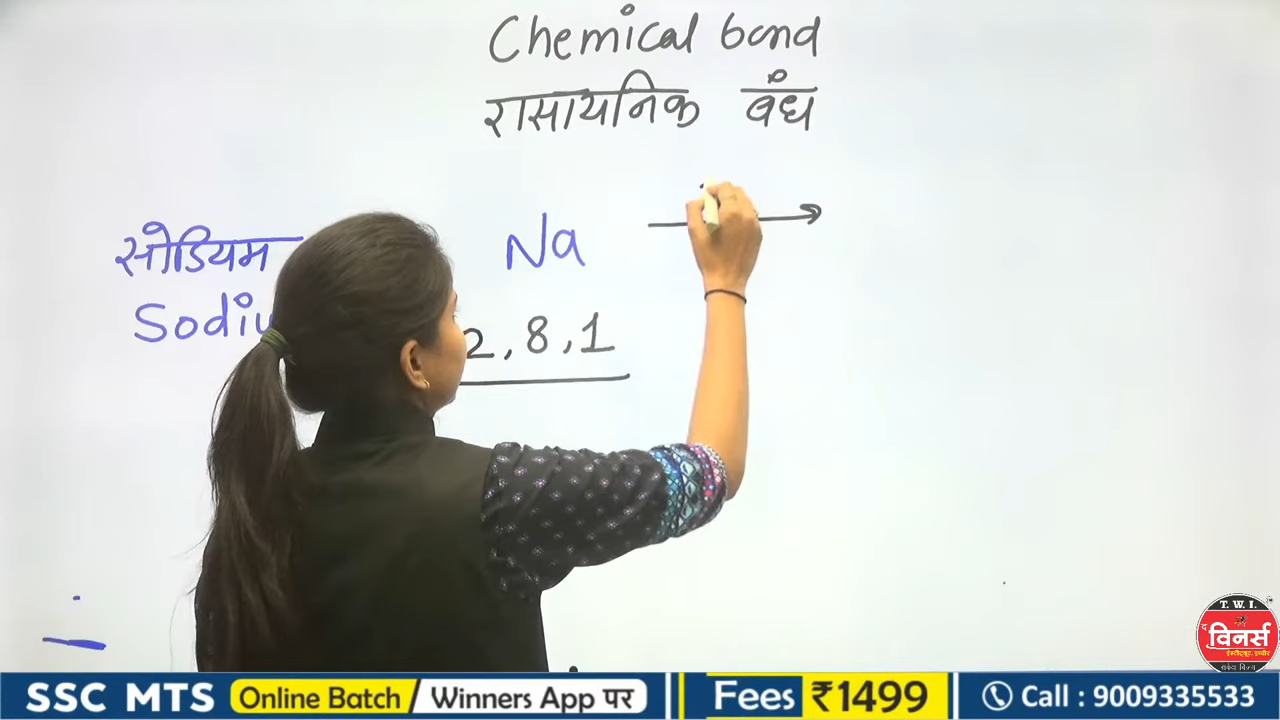 Chemical bond
रासायनिक बंध
सोडियम
Na
Sodiu
2,8,1
T. W. I.
द विनर्स
SSC MTS Online Batch / Winners App पर Fees ₹1499 Call : 9009335533